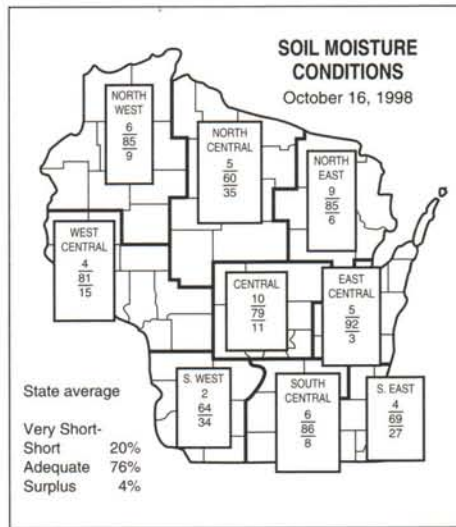 SOIL MOISTURE
CONDITIONS
October 16, 1998
NORTH
WEST
6
85
9
NORTH
CENTRAL
5
60
35
NORTH
EAST
9
85
6
WEST
CENTRAL
4
81
15
CENTRAL
10
79
11
EAST
CENTRAL
5
92
3
S. WEST
2
64
34
SOUTH
CENTRAL
6
86
8
S. EAST
4
69
27
State average
Very Short-
Short 20%
Adequate 76%
Surplus 4%